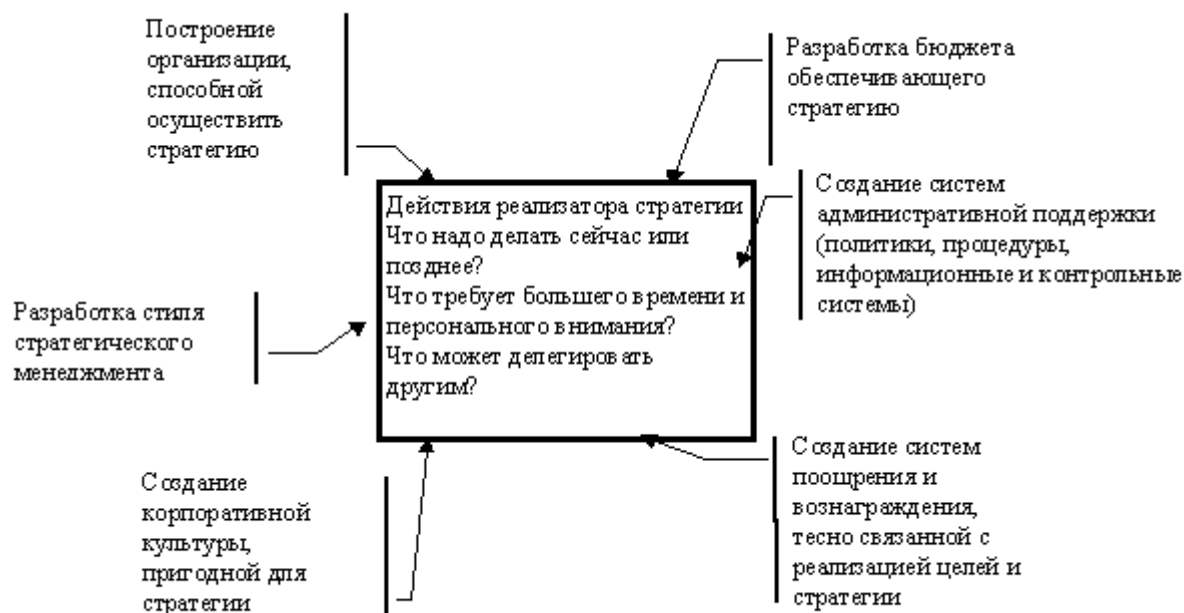 Построение
организации,
способной
осуществить
стратегию
Разработка бюджета
обеспечивающего
стратегию
Действия реализатора стратегии
Что надо делать сейчас или
позднее?
Что требует большего времени и
персонального внимания?
Что может делегировать
другим?
Создание систем
административной поддержки
(политики, процедуры,
информационные и контрольные
системы)
Разработка стиля
стратегического
менеджмента
Создание
корпоративной
культуры,
пригодной для
стратегии
Создание систем
поощрения и
вознаграждения,
тесно связанной с
реализацией целей и
стратегии